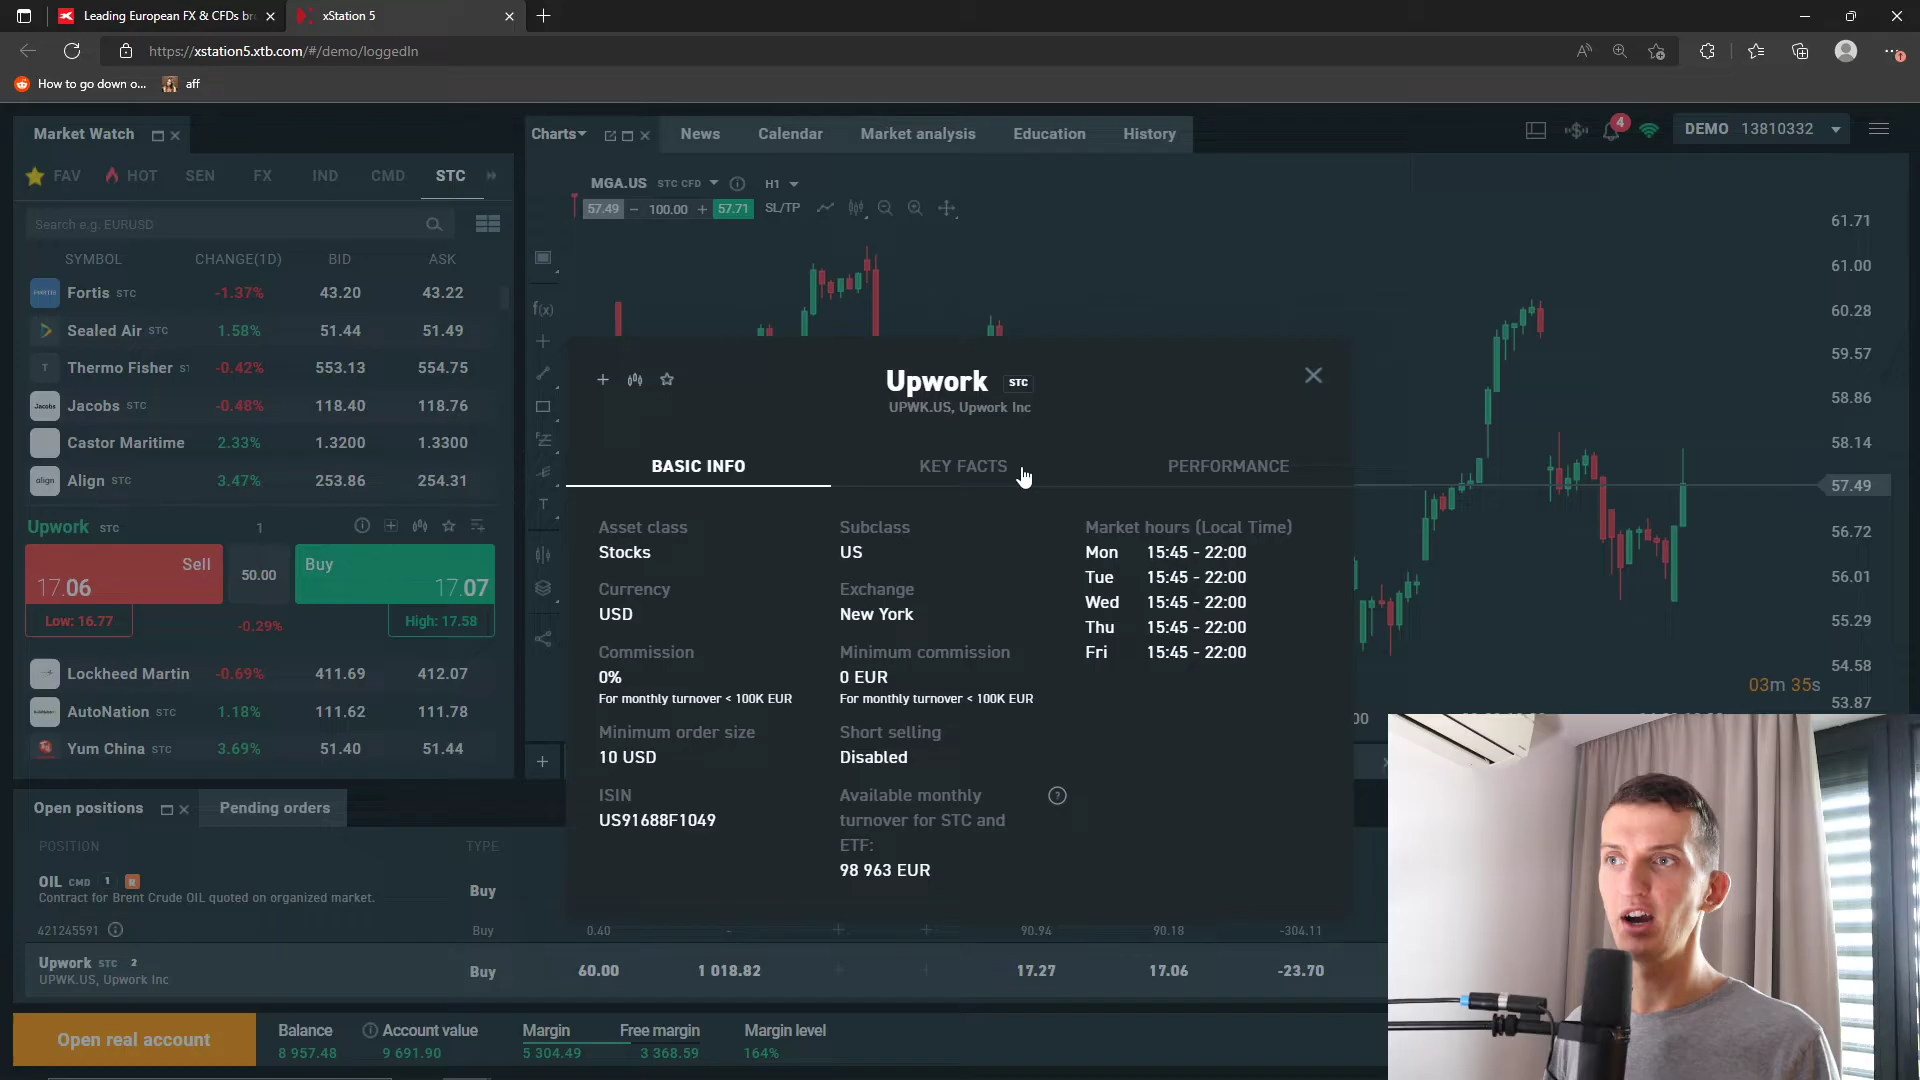 Leading European FX & CFDs br
xStation 5
https://xstation5.xtb.com/#/demo/loggedIn
How to go down o...
aff
Market Watch
Charts
News
Calendar
Market analysis
Education
History
4
DEMO 13810332
FAV
HOT
SEN
FX
IND
CMD
STC
MGA.US STC CFD
H1
57.49
100.00
57.71
SL/TP
Search e.g. EURUSD
SYMBOL CHANGE(1D) BID ASK
Fortis STC -1.37% 43.20 43.22
Sealed Air STC 1.58% 51.44 51.49
Thermo Fisher ST -0.42% 553.13 554.75
Jacobs STC -0.48% 118.40 118.76
Castor Maritime 2.33% 1.3200 1.3300
Align STC 3.47% 253.86 254.31
Upwork STC 1
Sell
17.06
50.00
Buy
17.07
Low: 16.77
-0.29%
High: 17.58
Lockheed Martin -0.69% 411.69 412.07
AutoNation STC 1.18% 111.62 111.78
Yum China STC 3.69% 51.40 51.44
f(x)
T
61.71
61.00
60.28
59.57
58.86
58.14
57.49
56.72
56.01
55.29
54.58
53.87
03m 35s
Upwork STC
UPWK.US, Upwork Inc
BASIC INFO
KEY FACTS
PERFORMANCE
Asset class
Stocks
Currency
USD
Commission
0%
For monthly turnover < 100K EUR
Minimum order size
10 USD
ISIN
US91688F1049
Subclass
US
Exchange
New York
Minimum commission
0 EUR
For monthly turnover < 100K EUR
Short selling
Disabled
Available monthly
turnover for STC and
ETF:
98 963 EUR
Market hours (Local Time)
Mon 15:45 - 22:00
Tue 15:45 - 22:00
Wed 15:45 - 22:00
Thu 15:45 - 22:00
Fri 15:45 - 22:00
Open positions
Pending orders
POSITION TYPE
OIL CMD 1 R Buy
Contract for Brent Crude OIL quoted on organized market.
421245591 Buy 0.40 - 90.94 90.18 -304.11
Upwork STC 2 Buy 60.00 1 018.82 17.27 17.06 -23.70
UPWK.US, Upwork Inc
Open real account
Balance
8 957.48
Account value
9 691.90
Margin
5 304.49
Free margin
3 368.59
Margin level
164%